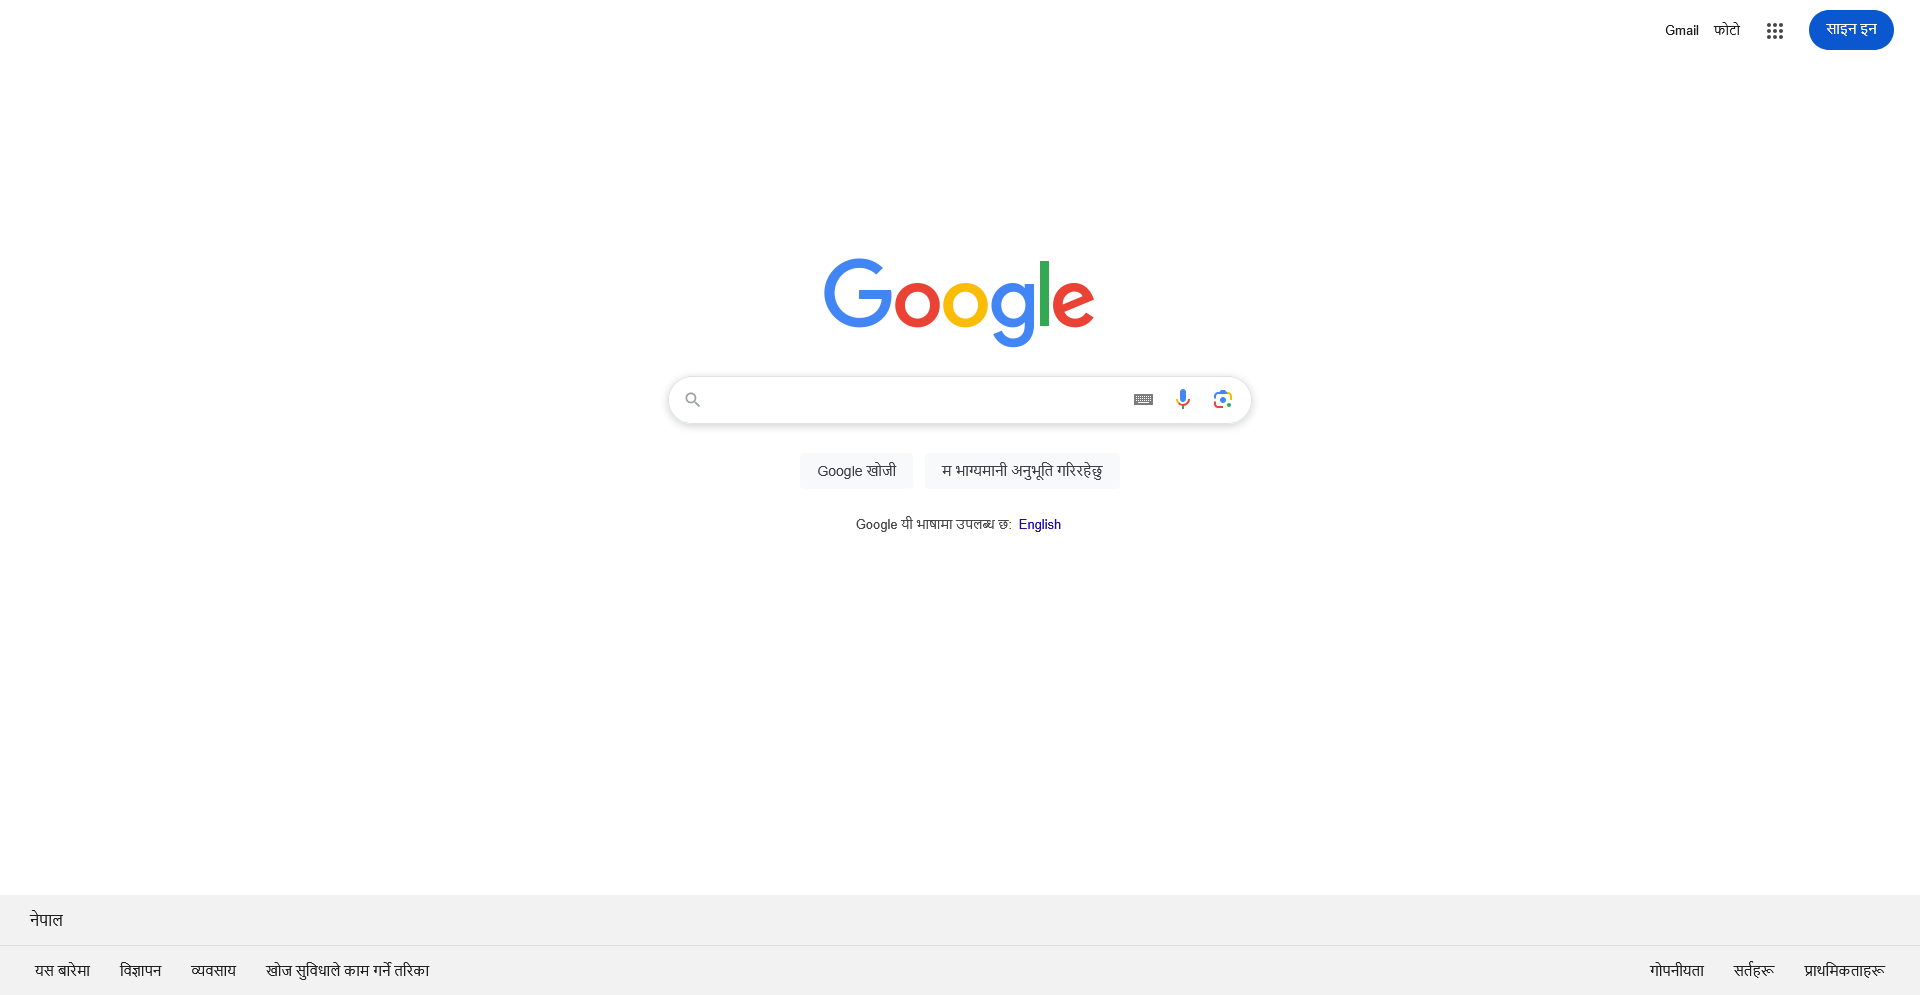 Gmail फोटो साइन इन
Google
Google खोजी म भाग्यमानी अनुभूति गरिरहेछु
Google यी भाषामा उपलब्ध छ: English
नेपाल
यस बारेमा विज्ञापन व्यवसाय खोज सुविधाले काम गर्ने तरिका गोपनीयता सर्तहरू प्राथमिकताहरू